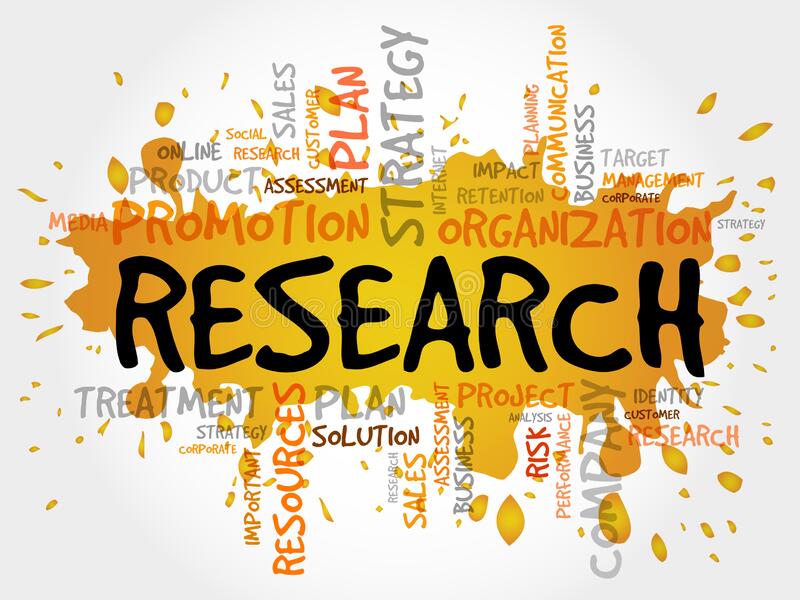 SOCIAL
SALES
CUSTOMER
PLAN
STRATEGY
PLANNING
COMMUNICATION
BUSINESS
ONLINE
RESEARCH
INTERNET
IMPACT
TARGET
PRODUCT
ASSESSMENT
RETENTION
MANAGEMENT
CORPORATE
MEDIA
PROMOTION
ORGANIZATION
STRATEGY
RESEARCH
TREATMENT
RESOURCES
PLAN
ASSESSMENT
PROJECT
COMPANY
IDENTITY
STRATEGY
SOLUTION
BUSINESS
ANALYSIS
RISK
PERFORMANCE
CUSTOMER
CORPORATE
RESEARCH
IMPORTANT
RESEARCH
SALES
dreamstime